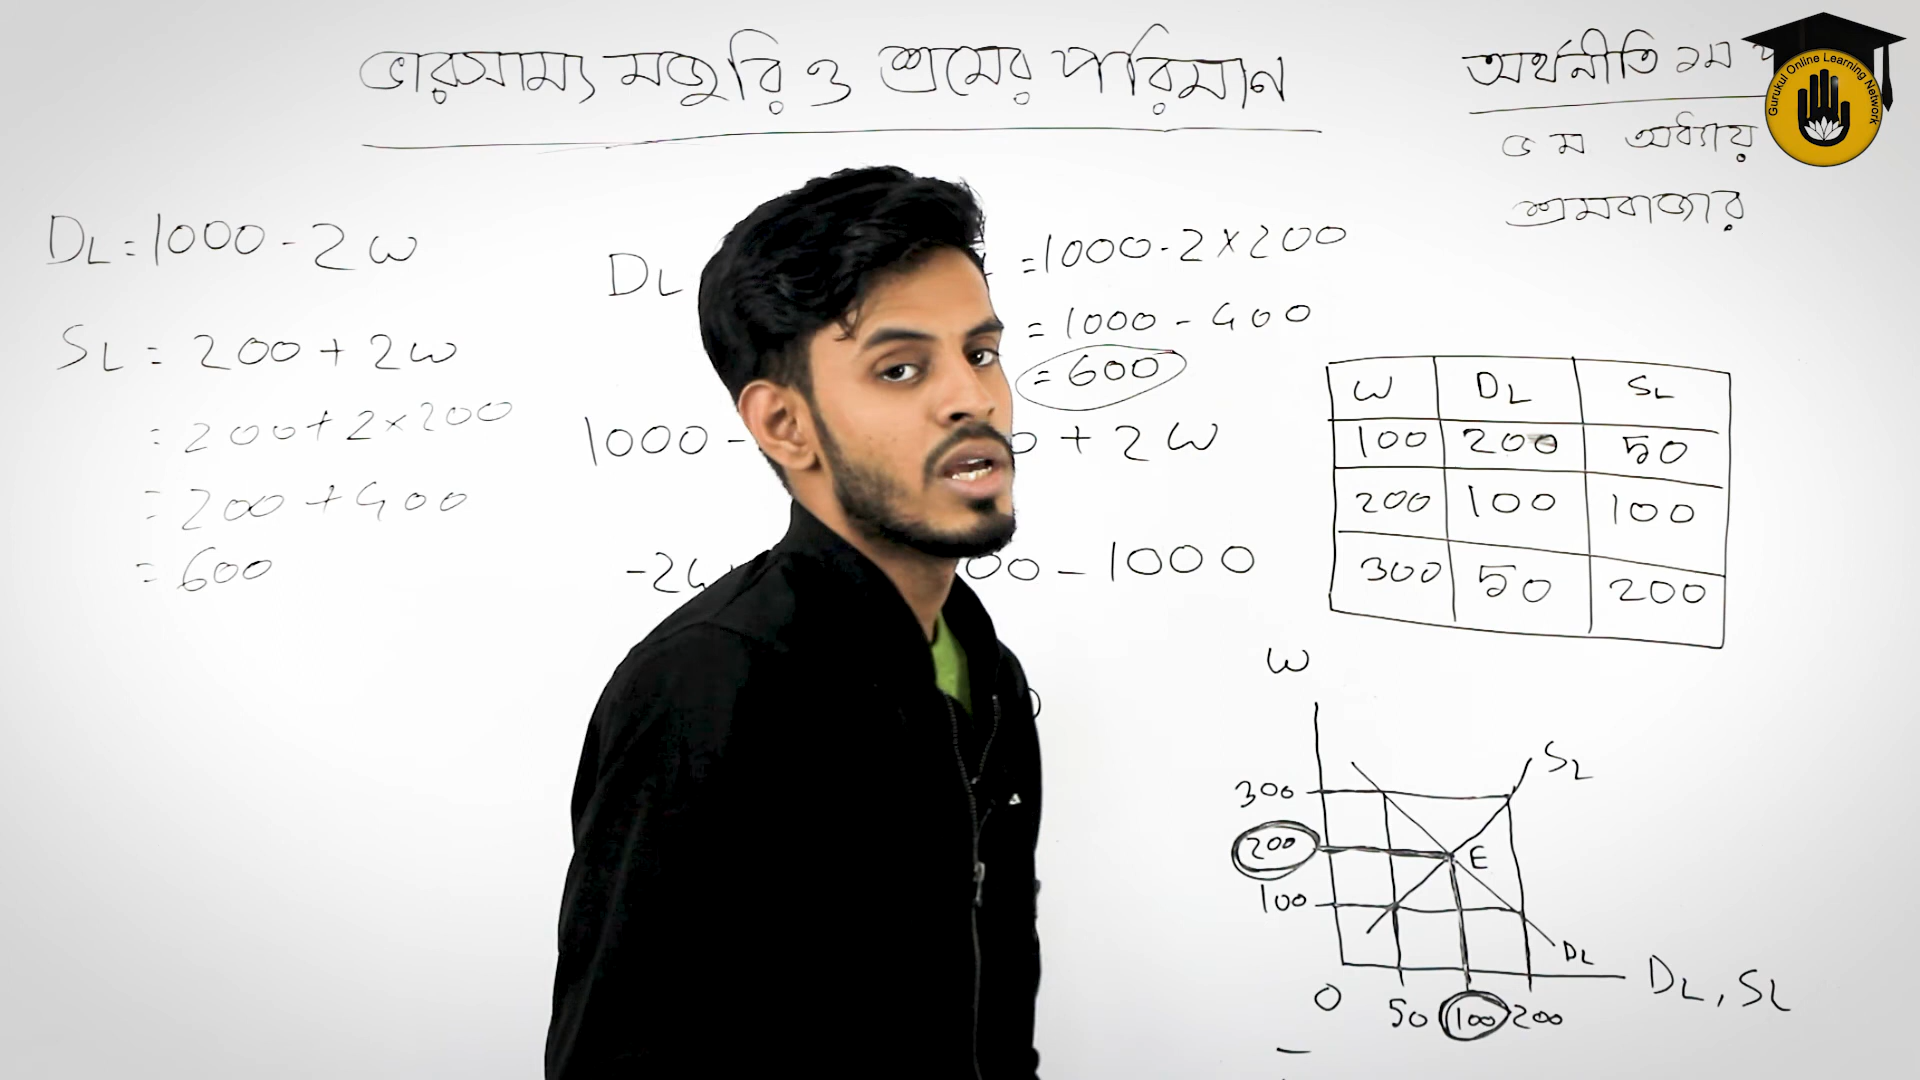 ভারসাম্য মজুরি ও শ্রমের পরিমান
অর্থনীতি ১ম
৫ম অধ্যায়
শ্রমবাজার
Gurukul Online Learning Network
DL = 1000 - 2W
SL = 200 + 2W
= 200 + 2 × 200
= 200 + 400
= 600
DL
= 1000 - 2 × 200
= 1000 - 400
= 600
1000 -
+ 2W
-2W
00 - 1000
W DL SL
100 200 50
200 100 100
300 50 200
W
SL
300
200
E
100
DL
DL, SL
0
50 100 200